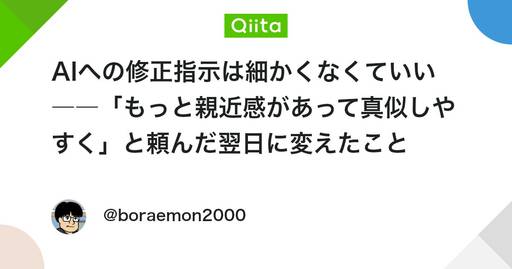 Qiita
AIへの修正指示は細かくなくていい
――「もっと親近感があって真似しや
すく」と頼んだ翌日に変えたこと
@boraemon2000